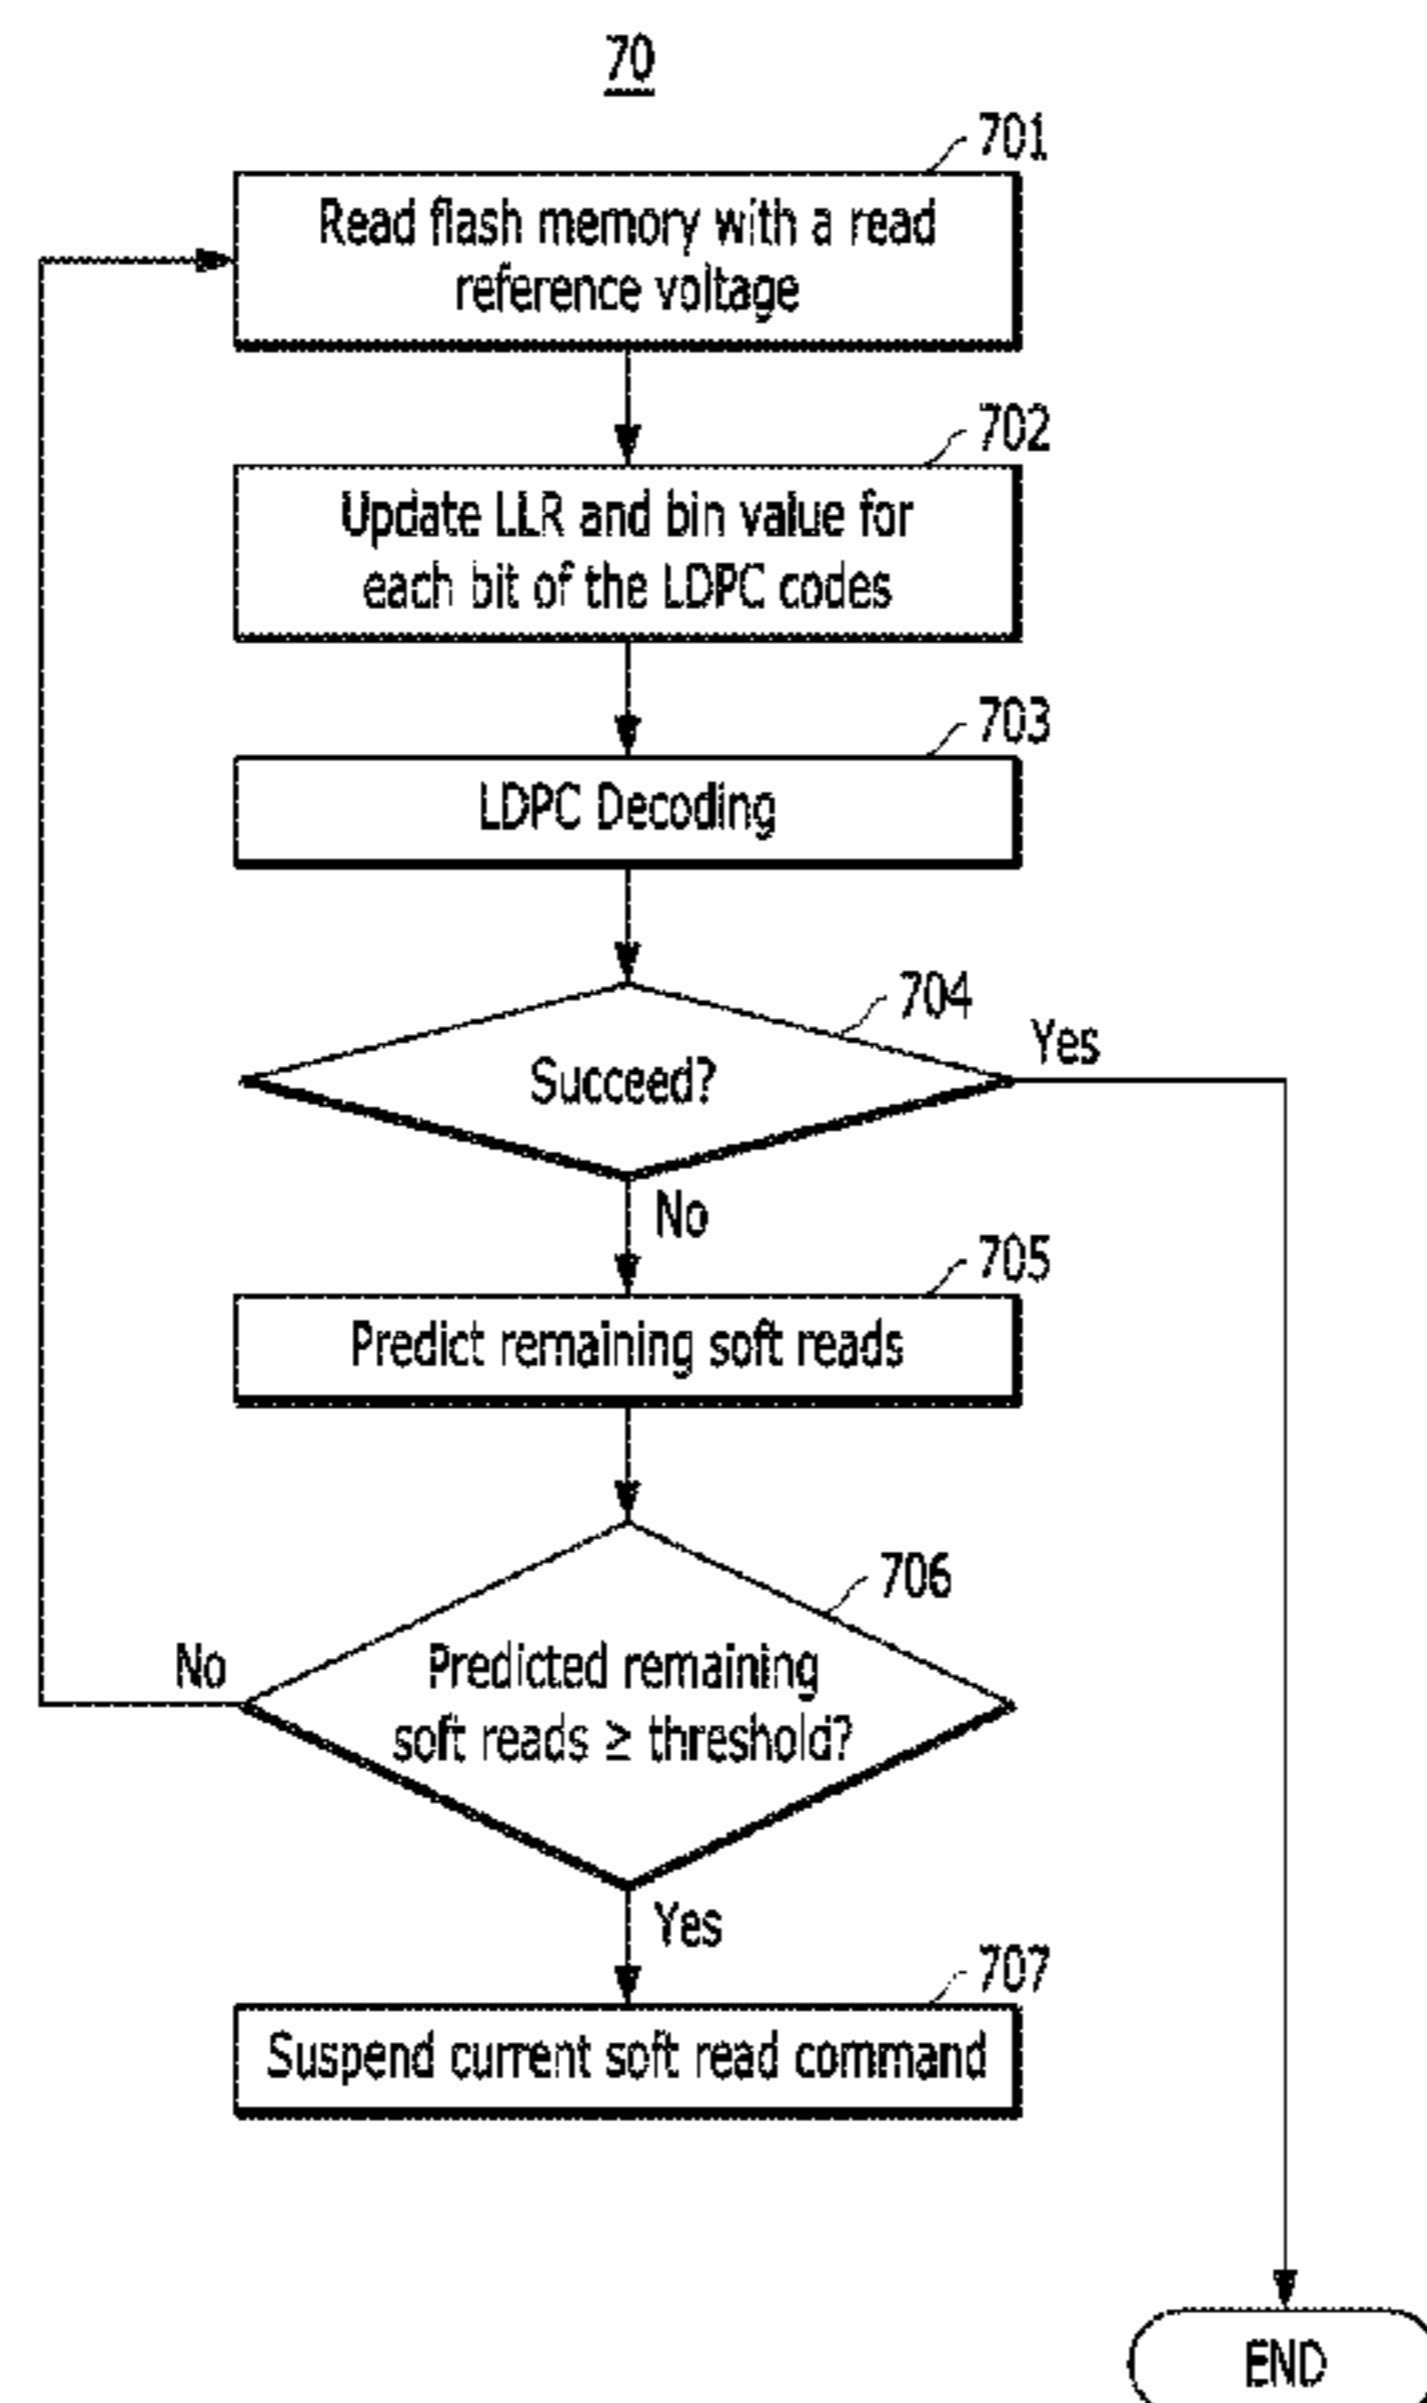 70
701
Read flash memory with a read
reference voltage
702
Update LLR and bin value for
each bit of the LDPC codes
703
LDPC Decoding
704
Succeed?
Yes
No
705
Predict remaining soft reads
706
No
Predicted remaining
soft reads ≥ threshold?
Yes
707
Suspend current soft read command
END